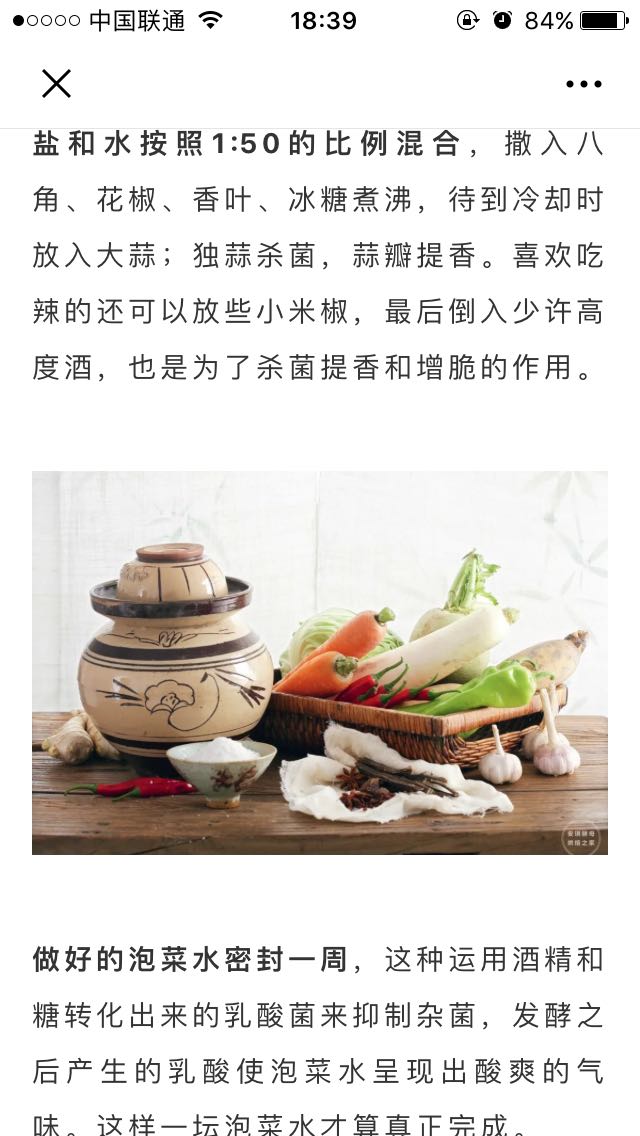 中国联通 18:39 84%
盐和水按照1:50的比例混合，撒入八
角、花椒、香叶、冰糖煮沸，待到冷却时
放入大蒜；独蒜杀菌，蒜瓣提香。喜欢吃
辣的还可以放些小米椒，最后倒入少许高
度酒，也是为了杀菌提香和增脆的作用。
做好的泡菜水密封一周，这种运用酒精和
糖转化出来的乳酸菌来抑制杂菌，发酵之
后产生的乳酸使泡菜水呈现出酸爽的气
味。这样一坛泡菜水才算真正完成。